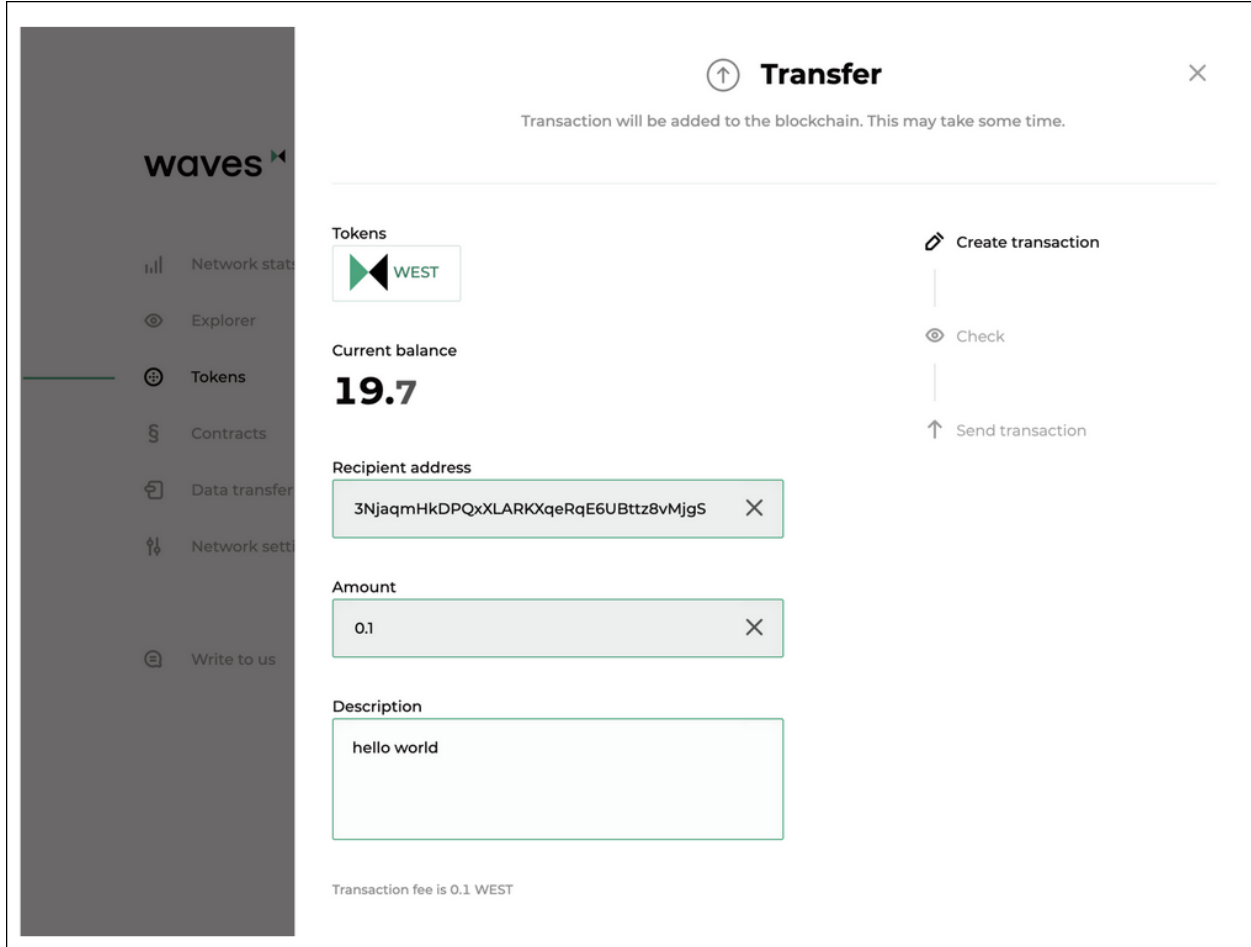 Transfer
Transaction will be added to the blockchain. This may take some time.
waves
Network stats
Explorer
Tokens
Contracts
Data transfer
Network setti
Write to us
Tokens
WEST
Current balance
19.7
Recipient address
3NjaqmHkDPQxXLARKXqeRqE6UBttz8vMjgS
Amount
0.1
Description
hello world
Transaction fee is 0.1 WEST
Create transaction
Check
Send transaction